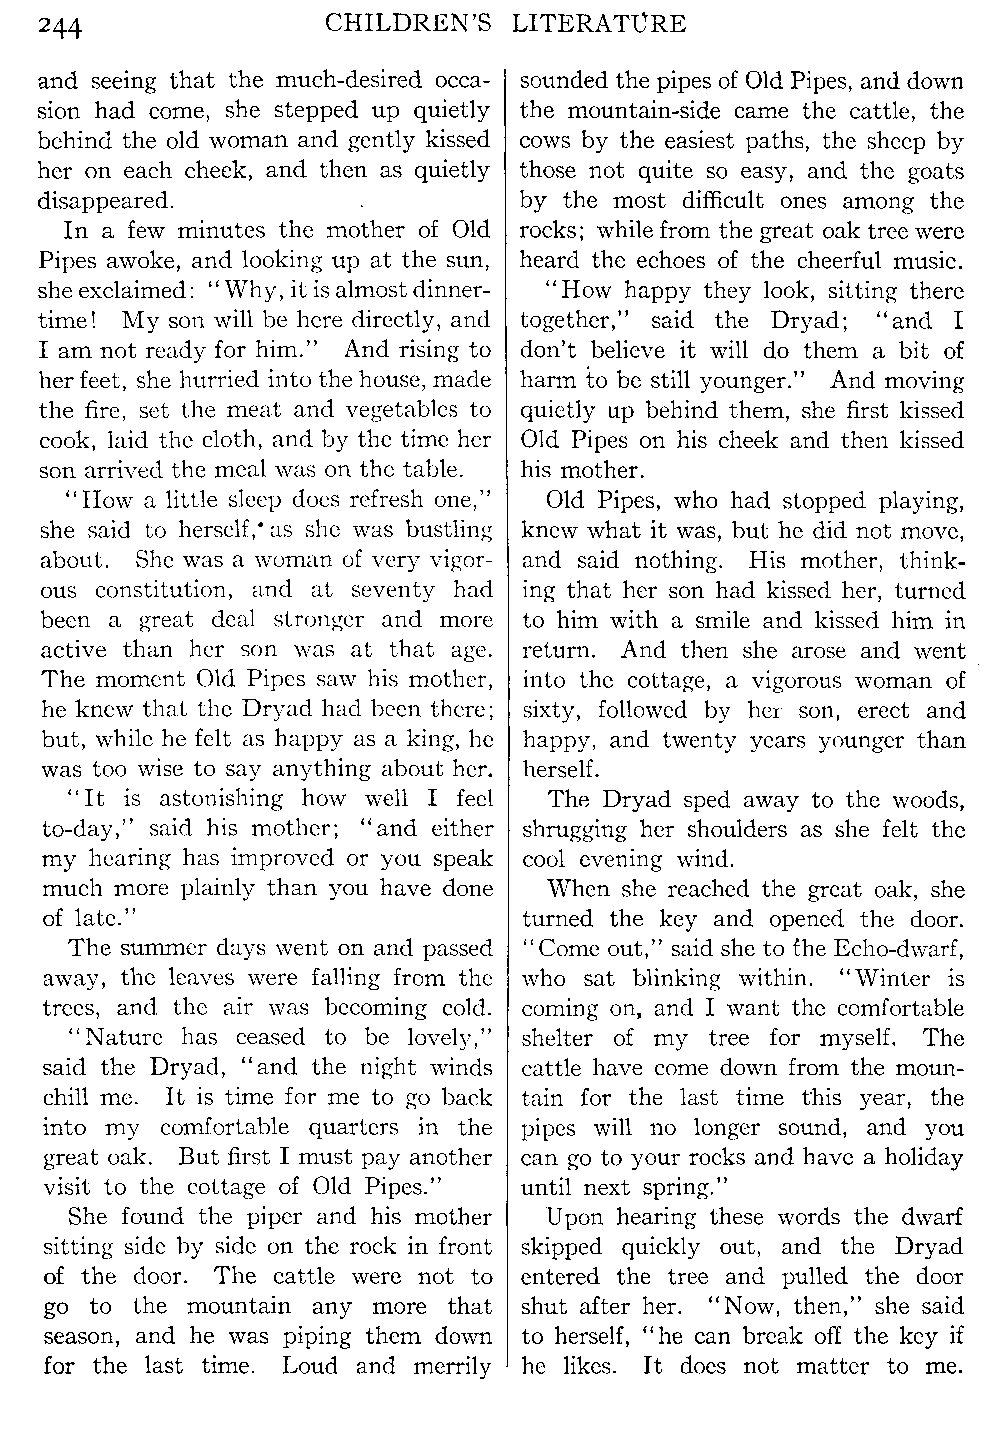 244
CHILDREN'S LITERATURE
and seeing that the much-desired occa-
sion had come, she stepped up quietly
behind the old woman and gently kissed
her on each cheek, and then as quietly
disappeared.
In a few minutes the mother of Old
Pipes awoke, and looking up at the sun,
she exclaimed: "Why, it is almost dinner-
time! My son will be here directly, and
I am not ready for him." And rising to
her feet, she hurried into the house, made
the fire, set the meat and vegetables to
cook, laid the cloth, and by the time her
son arrived the meal was on the table.
"How a little sleep does refresh one,"
she said to herself, as she was bustling
about. She was a woman of very vigor-
ous constitution, and at seventy had
been a great deal stronger and more
active than her son was at that age.
The moment Old Pipes saw his mother,
he knew that the Dryad had been there;
but, while he felt as happy as a king, he
was too wise to say anything about her.
"It is astonishing how well I feel
to-day," said his mother; "and either
my hearing has improved or you speak
much more plainly than you have done
of late."
The summer days went on and passed
away, the leaves were falling from the
trees, and the air was becoming cold.
"Nature has ceased to be lovely,"
said the Dryad, "and the night winds
chill me. It is time for me to go back
into my comfortable quarters in the
great oak. But first I must pay another
visit to the cottage of Old Pipes."
She found the piper and his mother
sitting side by side on the rock in front
of the door. The cattle were not to
go to the mountain any more that
season, and he was piping them down
for the last time. Loud and merrily
sounded the pipes of Old Pipes, and down
the mountain-side came the cattle, the
cows by the easiest paths, the sheep by
those not quite so easy, and the goats
by the most difficult ones among the
rocks; while from the great oak tree were
heard the echoes of the cheerful music.
"How happy they look, sitting there
together," said the Dryad; "and I
don't believe it will do them a bit of
harm to be still younger." And moving
quietly up behind them, she first kissed
Old Pipes on his cheek and then kissed
his mother.
Old Pipes, who had stopped playing,
knew what it was, but he did not move,
and said nothing. His mother, think-
ing that her son had kissed her, turned
to him with a smile and kissed him in
return. And then she arose and went
into the cottage, a vigorous woman of
sixty, followed by her son, erect and
happy, and twenty years younger than
herself.
The Dryad sped away to the woods,
shrugging her shoulders as she felt the
cool evening wind.
When she reached the great oak, she
turned the key and opened the door.
"Come out," said she to the Echo-dwarf,
who sat blinking within. "Winter is
coming on, and I want the comfortable
shelter of my tree for myself. The
cattle have come down from the moun-
tain for the last time this year, the
pipes will no longer sound, and you
can go to your rocks and have a holiday
until next spring."
Upon hearing these words the dwarf
skipped quickly out, and the Dryad
entered the tree and pulled the door
shut after her. "Now, then," she said
to herself, "he can break off the key if
he likes. It does not matter to me.